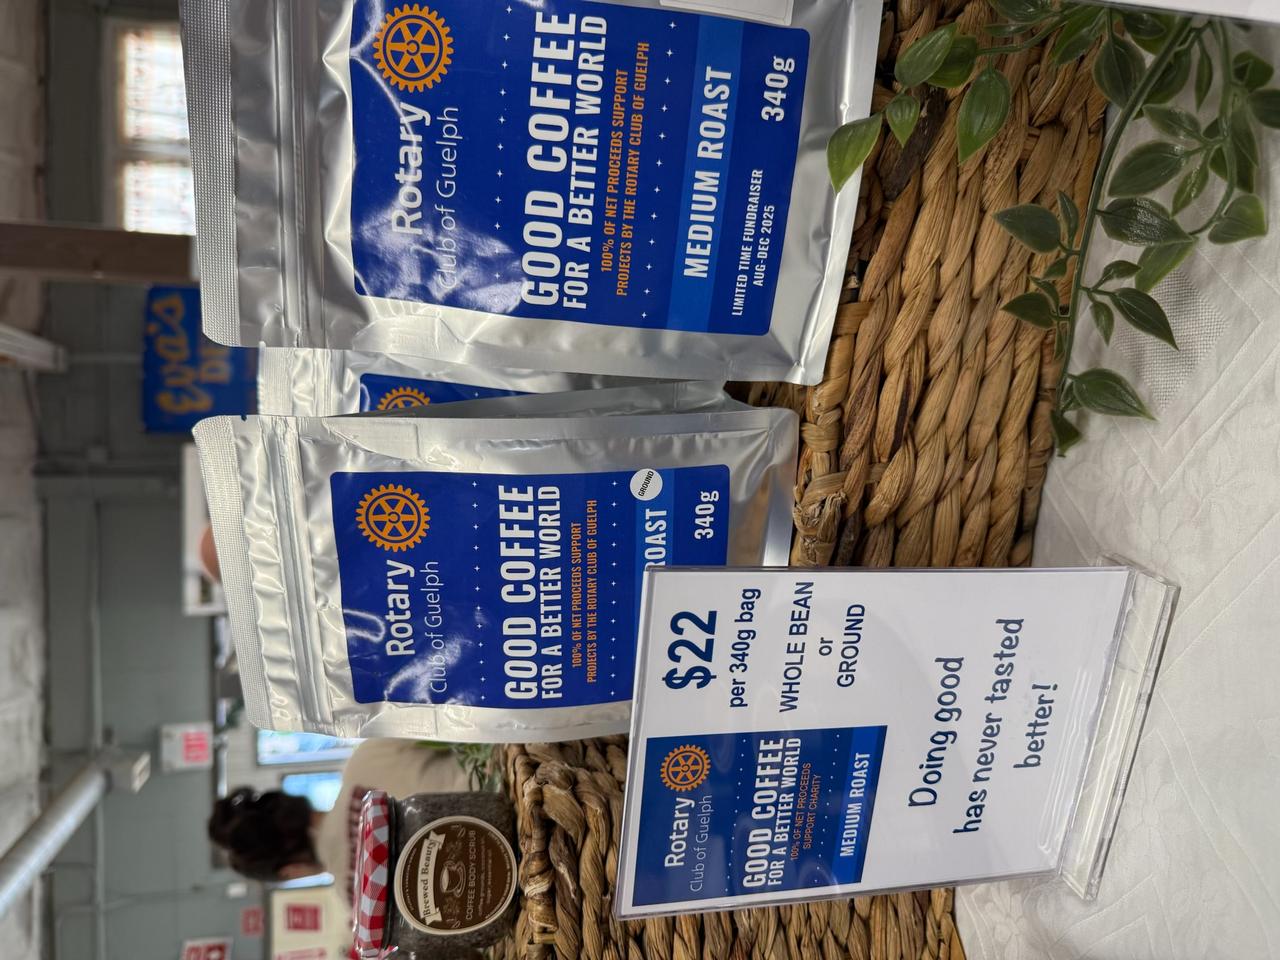 Rotary
Club of Guelph
GOOD COFFEE
FOR A BETTER WORLD
100% OF NET PROCEEDS SUPPORT
PROJECTS BY THE ROTARY CLUB OF GUELPH
MEDIUM ROAST
LIMITED TIME FUNDRAISER
AUG-DEC 2025
340g
Rotary
Club of Guelph
GOOD COFFEE
FOR A BETTER WORLD
100% OF NET PROCEEDS SUPPORT
PROJECTS BY THE ROTARY CLUB OF GUELPH
ROAST
GROUND
340g
Rotary
Club of Guelph
GOOD COFFEE
FOR A BETTER WORLD
100% OF NET PROCEEDS
SUPPORT CHARITY
MEDIUM ROAST
$22
per 340g bag
WHOLE BEAN
or
GROUND
Doing good
has never tasted
better!
Brewed Beauty
COFFEE BODY SCRUB
Eva's